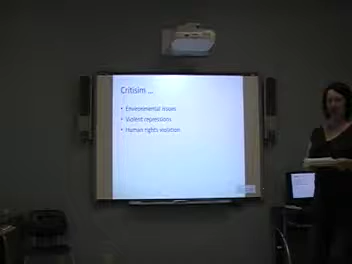 Critisim ...
• Environmental issues
• Violent repressions
• Human rights violation